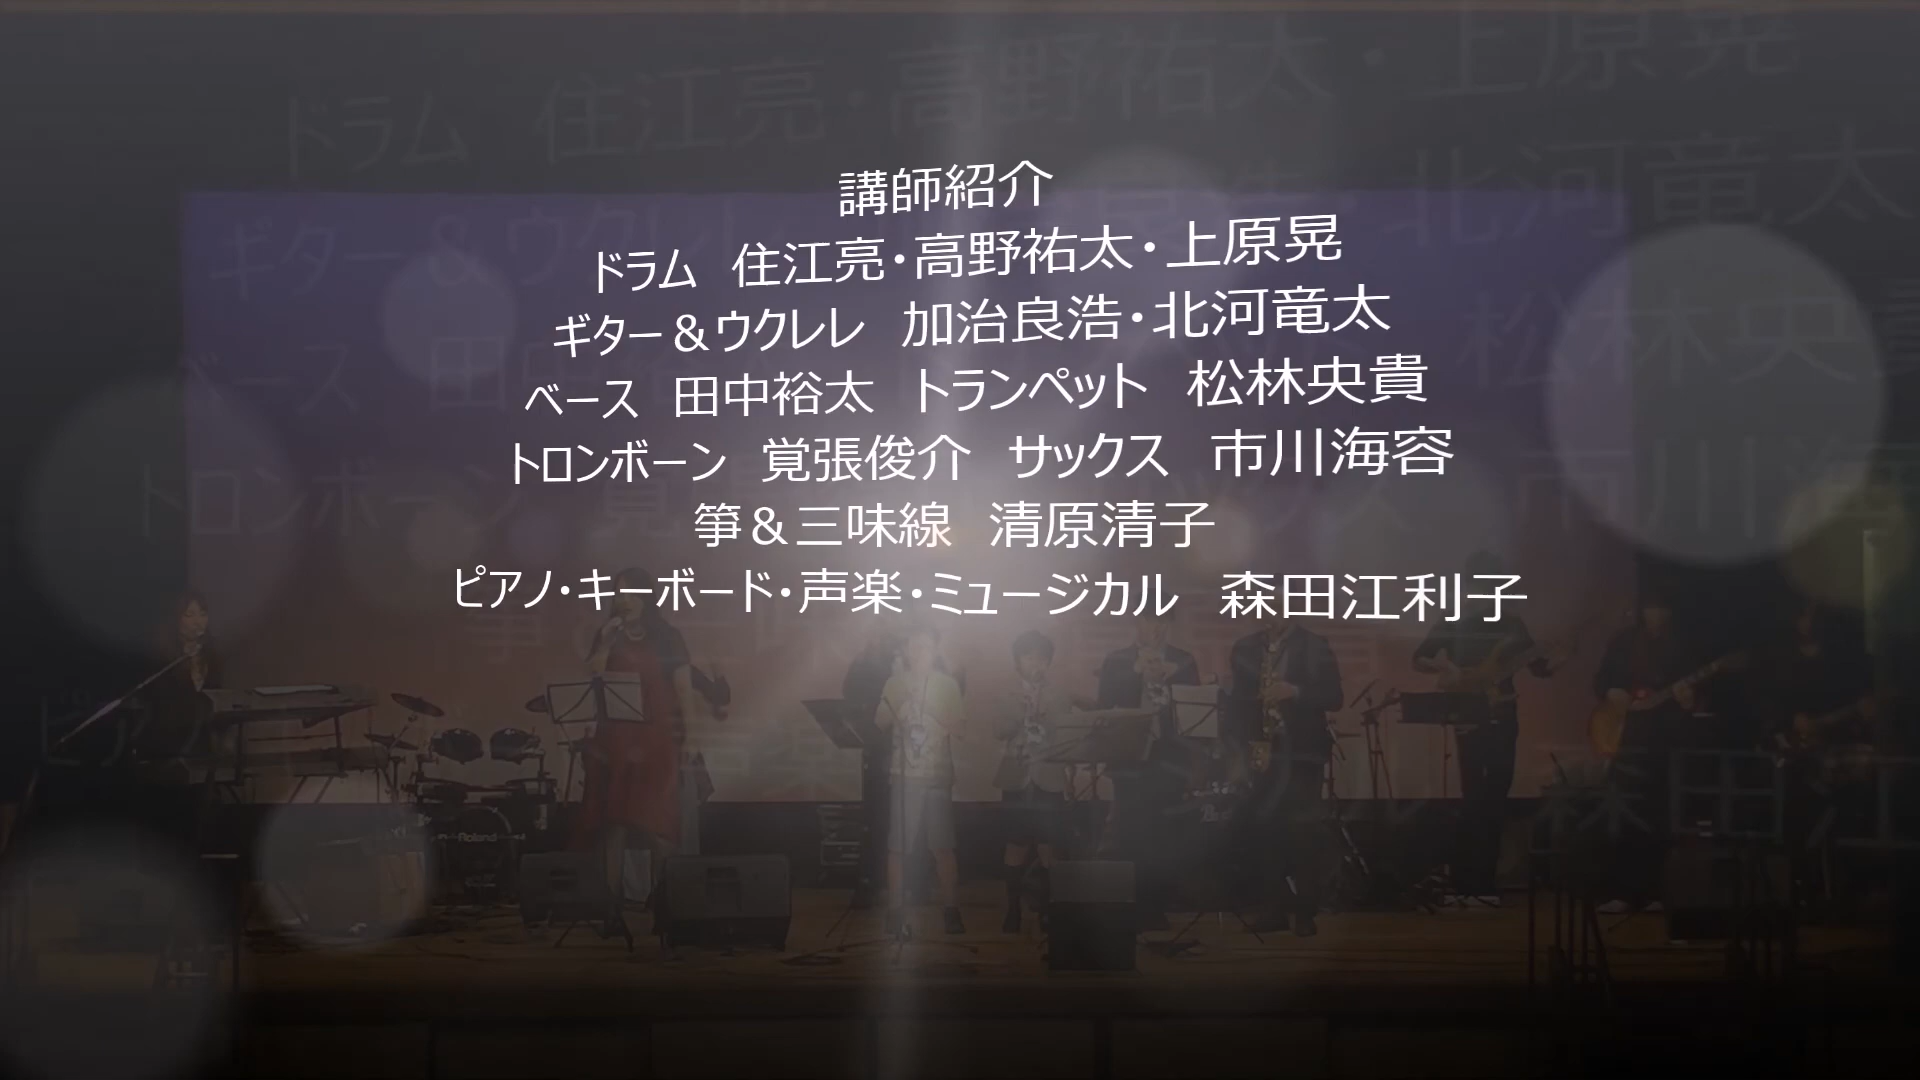 講師紹介
ドラム　住江亮・高野祐太・上原晃
ギター＆ウクレレ　加治良浩・北河竜太
ベース　田中裕太　トランペット　松林央貴
トロンボーン　覚張俊介　サックス　市川海容
箏＆三味線　清原清子
ピアノ・キーボード・声楽・ミュージカル　森田江利子
Roland